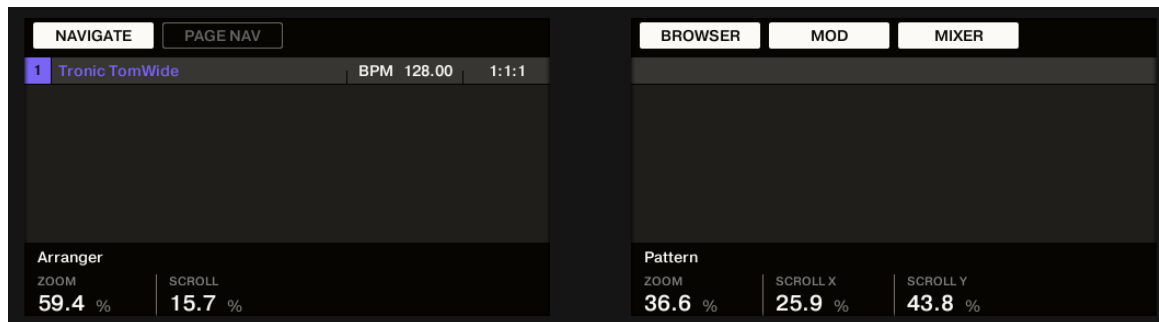 NAVIGATE PAGE NAV
1 Tronic TomWide BPM 128.00 1:1:1
Arranger
ZOOM SCROLL
59.4 % 15.7 %
BROWSER MOD MIXER
Pattern
ZOOM SCROLL X SCROLL Y
36.6 % 25.9 % 43.8 %